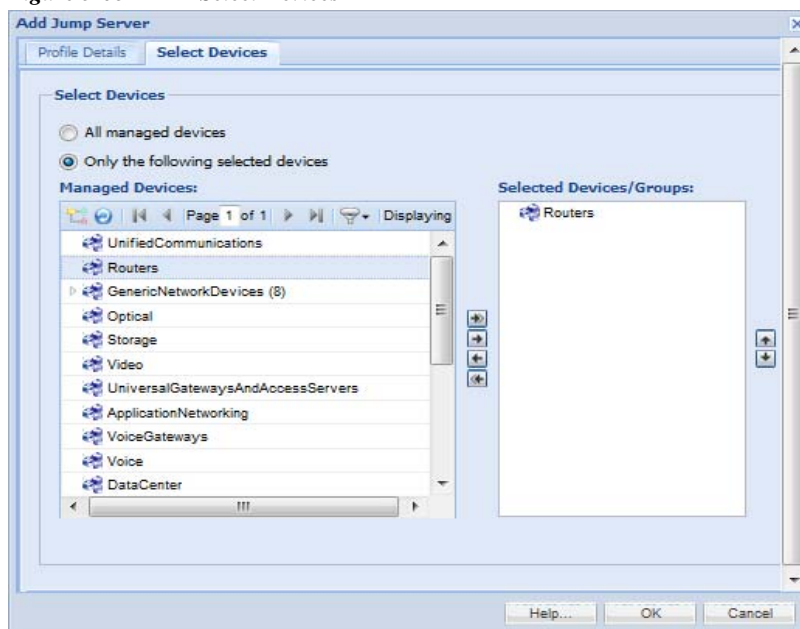 Add Jump Server
Profile Details
Select Devices
Select Devices
All managed devices
Only the following selected devices
Managed Devices:
Page 1 of 1
Displaying
UnifiedCommunications
Routers
GenericNetworkDevices (8)
Optical
Storage
Video
UniversalGatewaysAndAccessServers
ApplicationNetworking
VoiceGateways
Voice
DataCenter
Selected Devices/Groups:
Routers
Help...
OK
Cancel